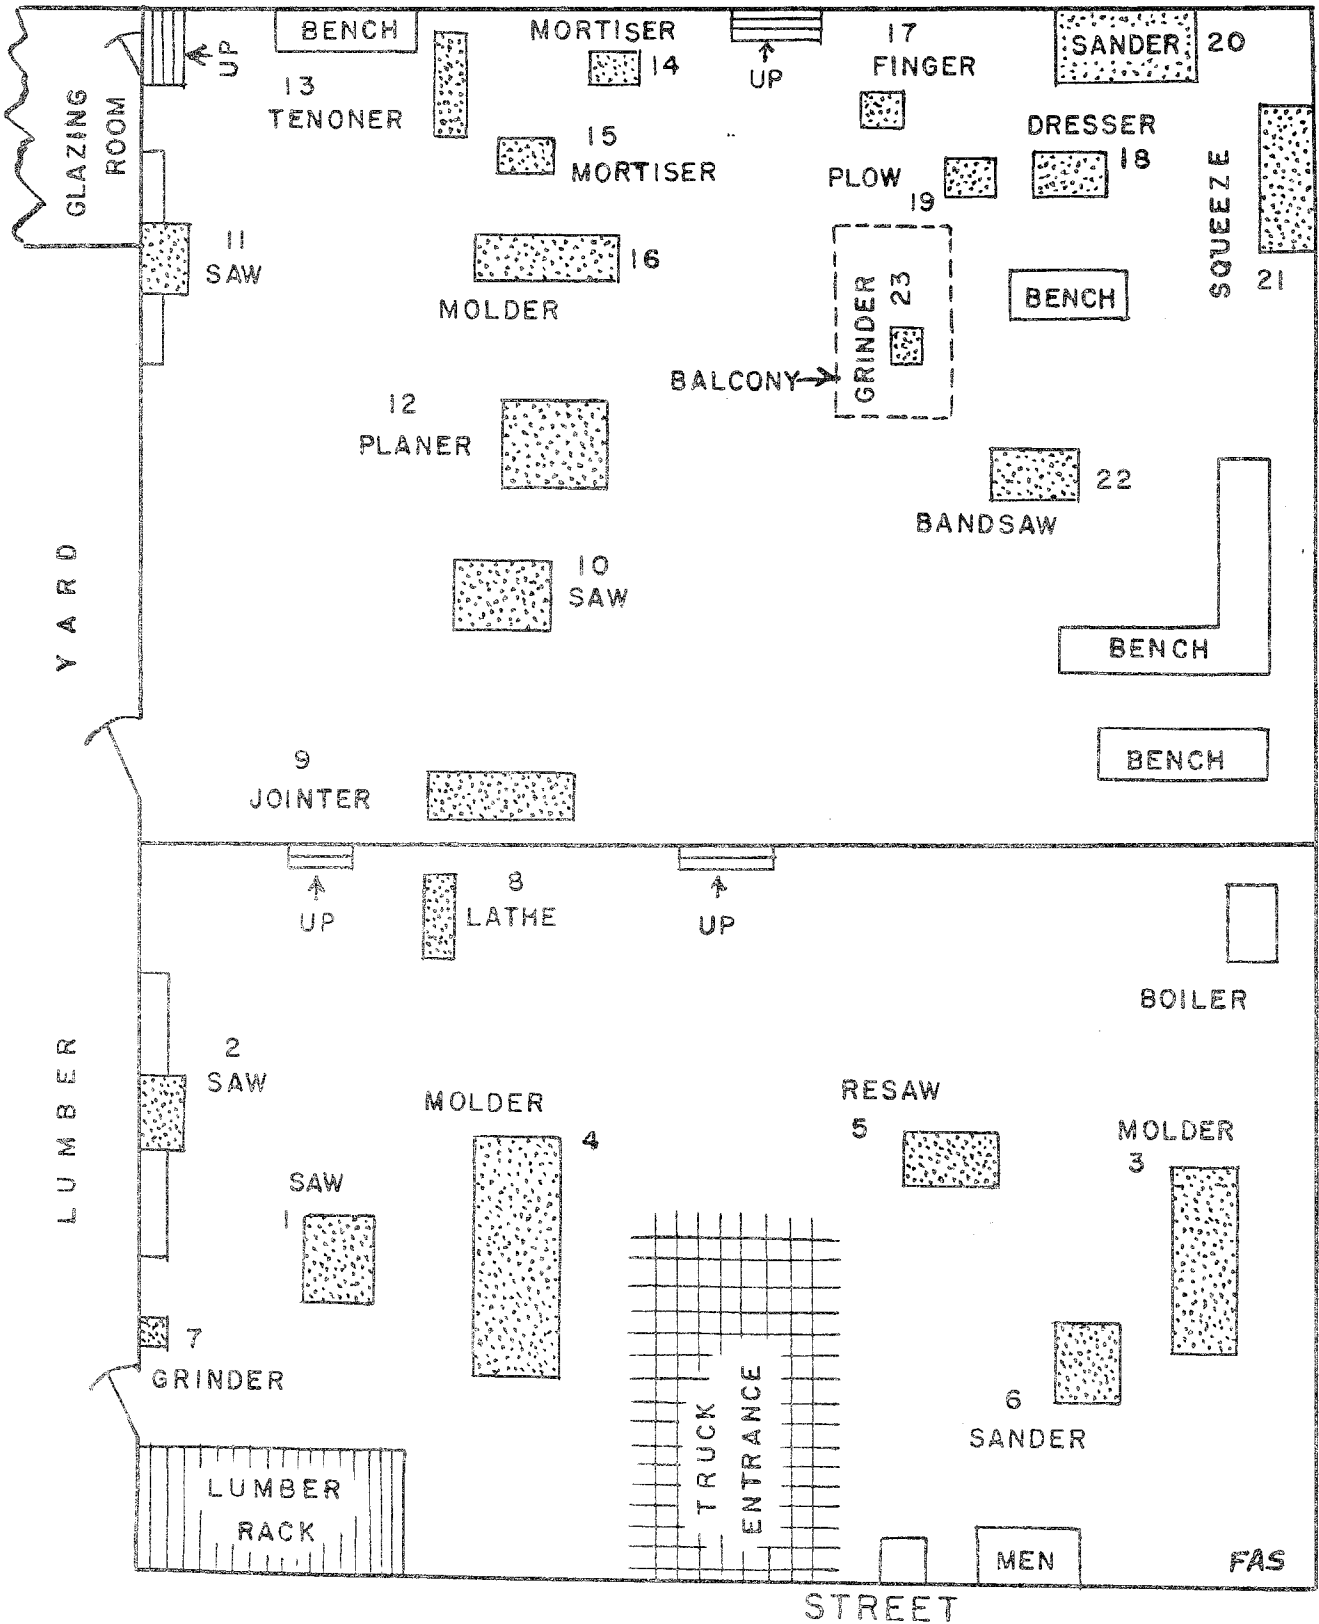 BENCH
UP
13
TENONER
MORTISER
14
UP
17
FINGER
SANDER
20
GLAZING
ROOM
15
MORTISER
PLOW
19
DRESSER
18
SQUEEZE
21
11
SAW
16
MOLDER
GRINDER
23
BENCH
BALCONY
12
PLANER
22
BANDSAW
10
SAW
BENCH
YARD
BENCH
9
JOINTER
UP
8
LATHE
UP
BOILER
LUMBER
2
SAW
MOLDER
4
RESAW
5
MOLDER
3
SAW
1
7
GRINDER
TRUCK
ENTRANCE
6
SANDER
LUMBER
RACK
MEN
FAS
STREET